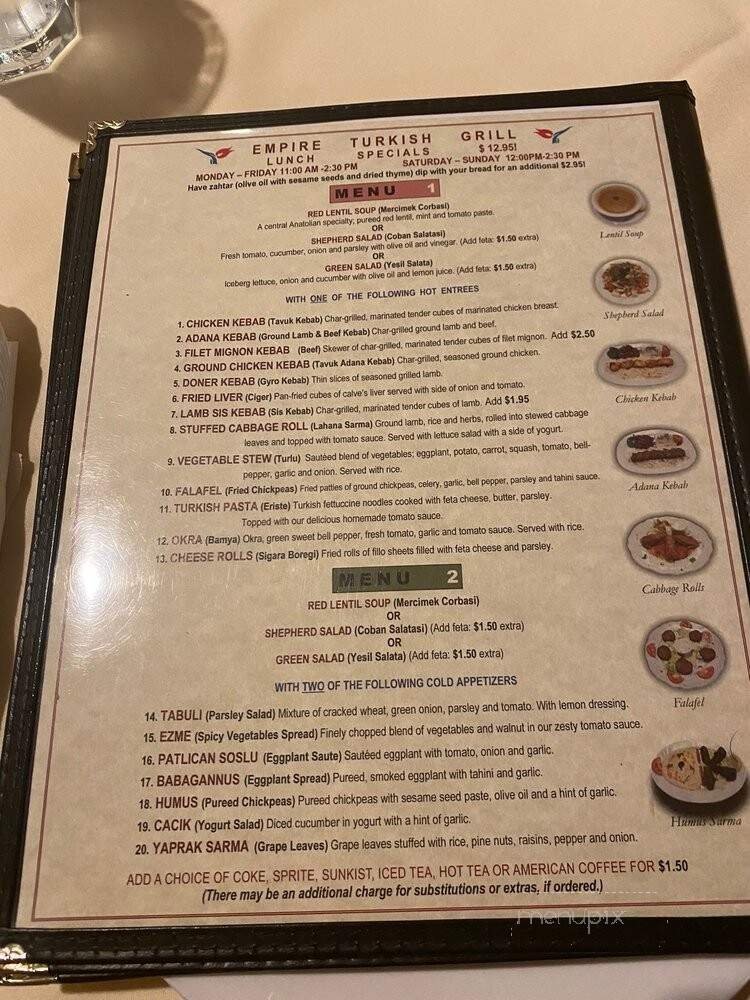 EMPIRE TURKISH GRILL
LUNCH SPECIALS $ 12.95!
MONDAY – FRIDAY 11:00 AM -2:30 PM SATURDAY – SUNDAY 12:00PM-2:30 PM
Have zahtar (olive oil with sesame seeds and dried thyme) dip with your bread for an additional $2.95!
MENU 1
RED LENTIL SOUP (Mercimek Corbasi)
A central Anatolian specialty; pureed red lentil, mint and tomato paste.
OR
SHEPHERD SALAD (Coban Salatasi)
Fresh tomato, cucumber, onion and parsley with olive oil and vinegar. (Add feta: $1.50 extra)
OR
GREEN SALAD (Yesil Salata)
Iceberg lettuce, onion and cucumber with olive oil and lemon juice. (Add feta: $1.50 extra)
WITH ONE OF THE FOLLOWING HOT ENTREES
1. CHICKEN KEBAB (Tavuk Kebab) Char-grilled, marinated tender cubes of marinated chicken breast.
2. ADANA KEBAB (Ground Lamb & Beef Kebab) Char-grilled ground lamb and beef.
3. FILET MIGNON KEBAB (Beef) Skewer of char-grilled, marinated tender cubes of filet mignon. Add $2.50
4. GROUND CHICKEN KEBAB (Tavuk Adana Kebab) Char-grilled, seasoned ground chicken.
5. DONER KEBAB (Gyro Kebab) Thin slices of seasoned grilled lamb.
6. FRIED LIVER (Ciger) Pan-fried cubes of calve's liver served with side of onion and tomato.
7. LAMB SIS KEBAB (Sis Kebab) Char-grilled, marinated tender cubes of lamb. Add $1.95
8. STUFFED CABBAGE ROLL (Lahana Sarma) Ground lamb, rice and herbs, rolled into stewed cabbage
leaves and topped with tomato sauce. Served with lettuce salad with a side of yogurt.
9. VEGETABLE STEW (Turlu) Sautéed blend of vegetables; eggplant, potato, carrot, squash, tomato, bell-
pepper, garlic and onion. Served with rice.
10. FALAFEL (Fried Chickpeas) Fried patties of ground chickpeas, celery, garlic, bell pepper, parsley and tahini sauce.
11. TURKISH PASTA (Eriste) Turkish fettuccine noodles cooked with feta cheese, butter, parsley.
Topped with our delicious homemade tomato sauce.
12. OKRA (Bamya) Okra, green sweet bell pepper, fresh tomato, garlic and tomato sauce. Served with rice.
13. CHEESE ROLLS (Sigara Boregi) Fried rolls of fillo sheets filled with feta cheese and parsley.
MENU 2
RED LENTIL SOUP (Mercimek Corbasi)
OR
SHEPHERD SALAD (Coban Salatasi) (Add feta: $1.50 extra)
OR
GREEN SALAD (Yesil Salata) (Add feta: $1.50 extra)
WITH TWO OF THE FOLLOWING COLD APPETIZERS
14. TABULI (Parsley Salad) Mixture of cracked wheat, green onion, parsley and tomato. With lemon dressing.
15. EZME (Spicy Vegetables Spread) Finely chopped blend of vegetables and walnut in our zesty tomato sauce.
16. PATLICAN SOSLU (Eggplant Saute) Sautéed eggplant with tomato, onion and garlic.
17. BABAGANNUS (Eggplant Spread) Pureed, smoked eggplant with tahini and garlic.
18. HUMUS (Pureed Chickpeas) Pureed chickpeas with sesame seed paste, olive oil and a hint of garlic.
19. CACIK (Yogurt Salad) Diced cucumber in yogurt with a hint of garlic.
20. YAPRAK SARMA (Grape Leaves) Grape leaves stuffed with rice, pine nuts, raisins, pepper and onion.
ADD A CHOICE OF COKE, SPRITE, SUNKIST, ICED TEA, HOT TEA OR AMERICAN COFFEE FOR $1.50
(There may be an additional charge for substitutions or extras, if ordered.)
Lentil Soup
Shepherd Salad
Chicken Kebab
Adana Kebab
Cabbage Rolls
Falafel
Humus Sarma
menupix